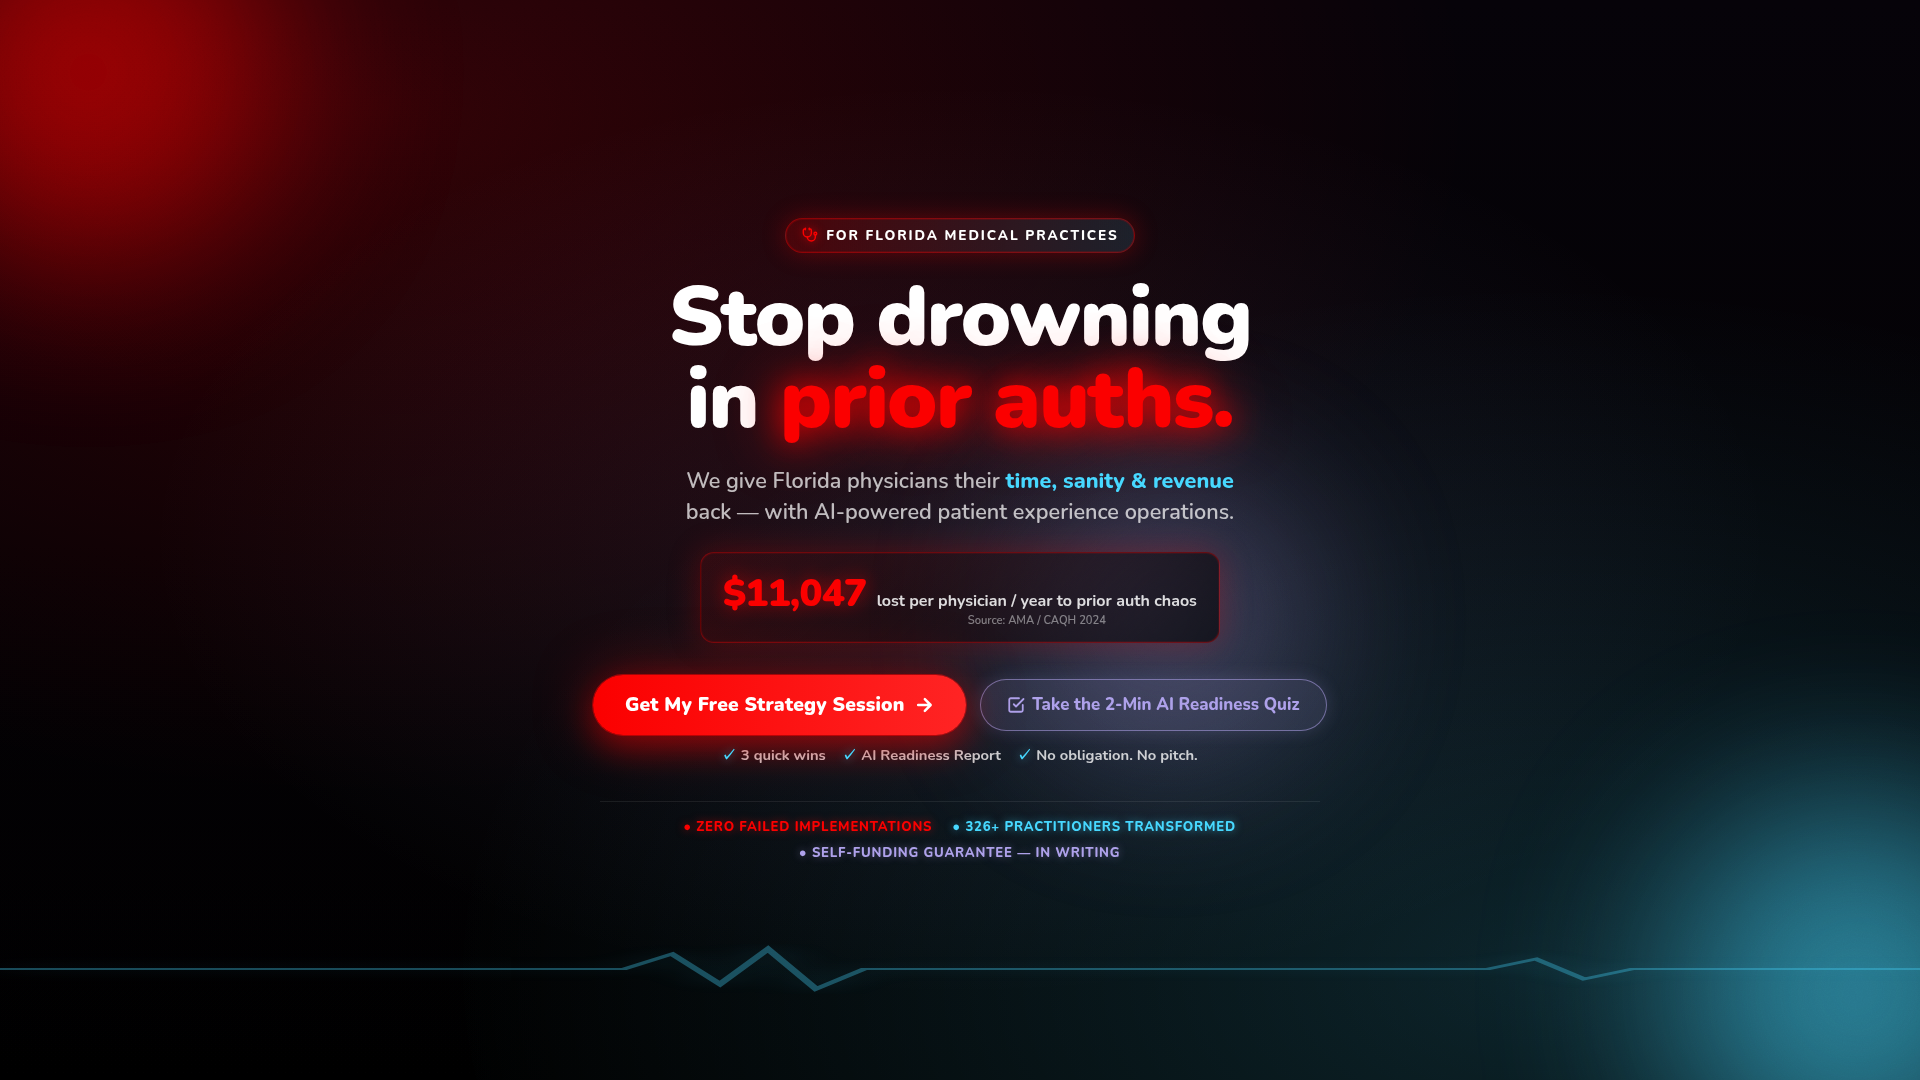 FOR FLORIDA MEDICAL PRACTICES
Stop drowning
in prior auths.
We give Florida physicians their time, sanity & revenue
back — with AI-powered patient experience operations.
$11,047 lost per physician / year to prior auth chaos
Source: AMA / CAQH 2024
Get My Free Strategy Session →
Take the 2-Min AI Readiness Quiz
✓ 3 quick wins ✓ AI Readiness Report ✓ No obligation. No pitch.
● ZERO FAILED IMPLEMENTATIONS ● 326+ PRACTITIONERS TRANSFORMED
● SELF-FUNDING GUARANTEE — IN WRITING